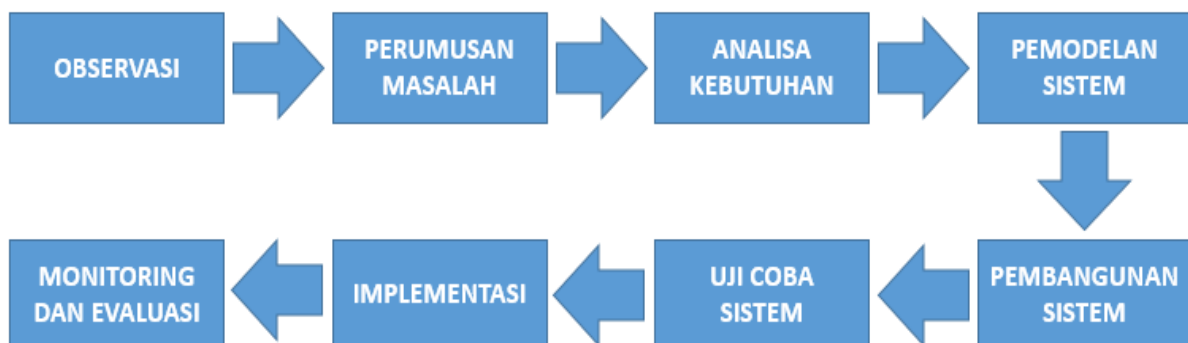 OBSERVASI
PERUMUSAN
MASALAH
ANALISA
KEBUTUHAN
PEMODELAN
SISTEM
PEMBANGUNAN
SISTEM
UJI COBA
SISTEM
IMPLEMENTASI
MONITORING
DAN EVALUASI